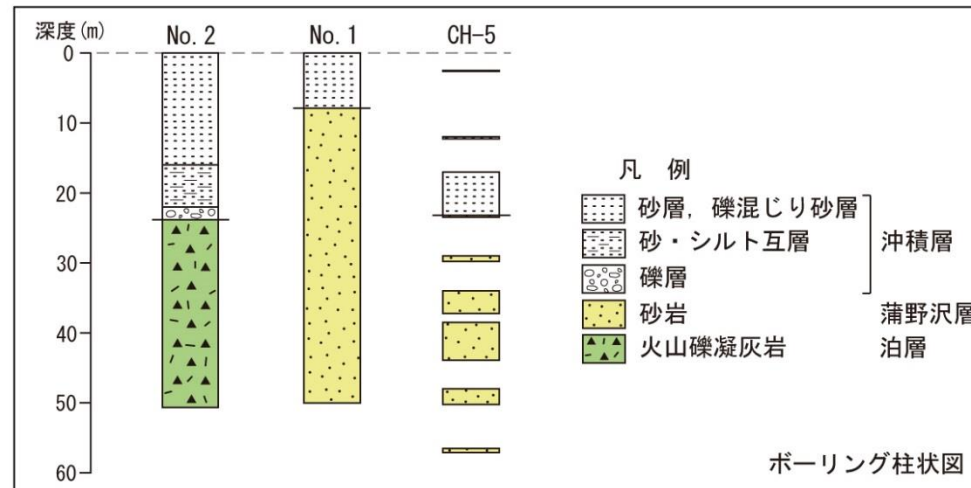 深度(m)
No. 2
No. 1
CH-5
0
10
20
30
40
50
60
凡 例
砂層，礫混じり砂層
砂・シルト互層
沖積層
礫層
砂岩
蒲野沢層
火山礫凝灰岩
泊層
ボーリング柱状図